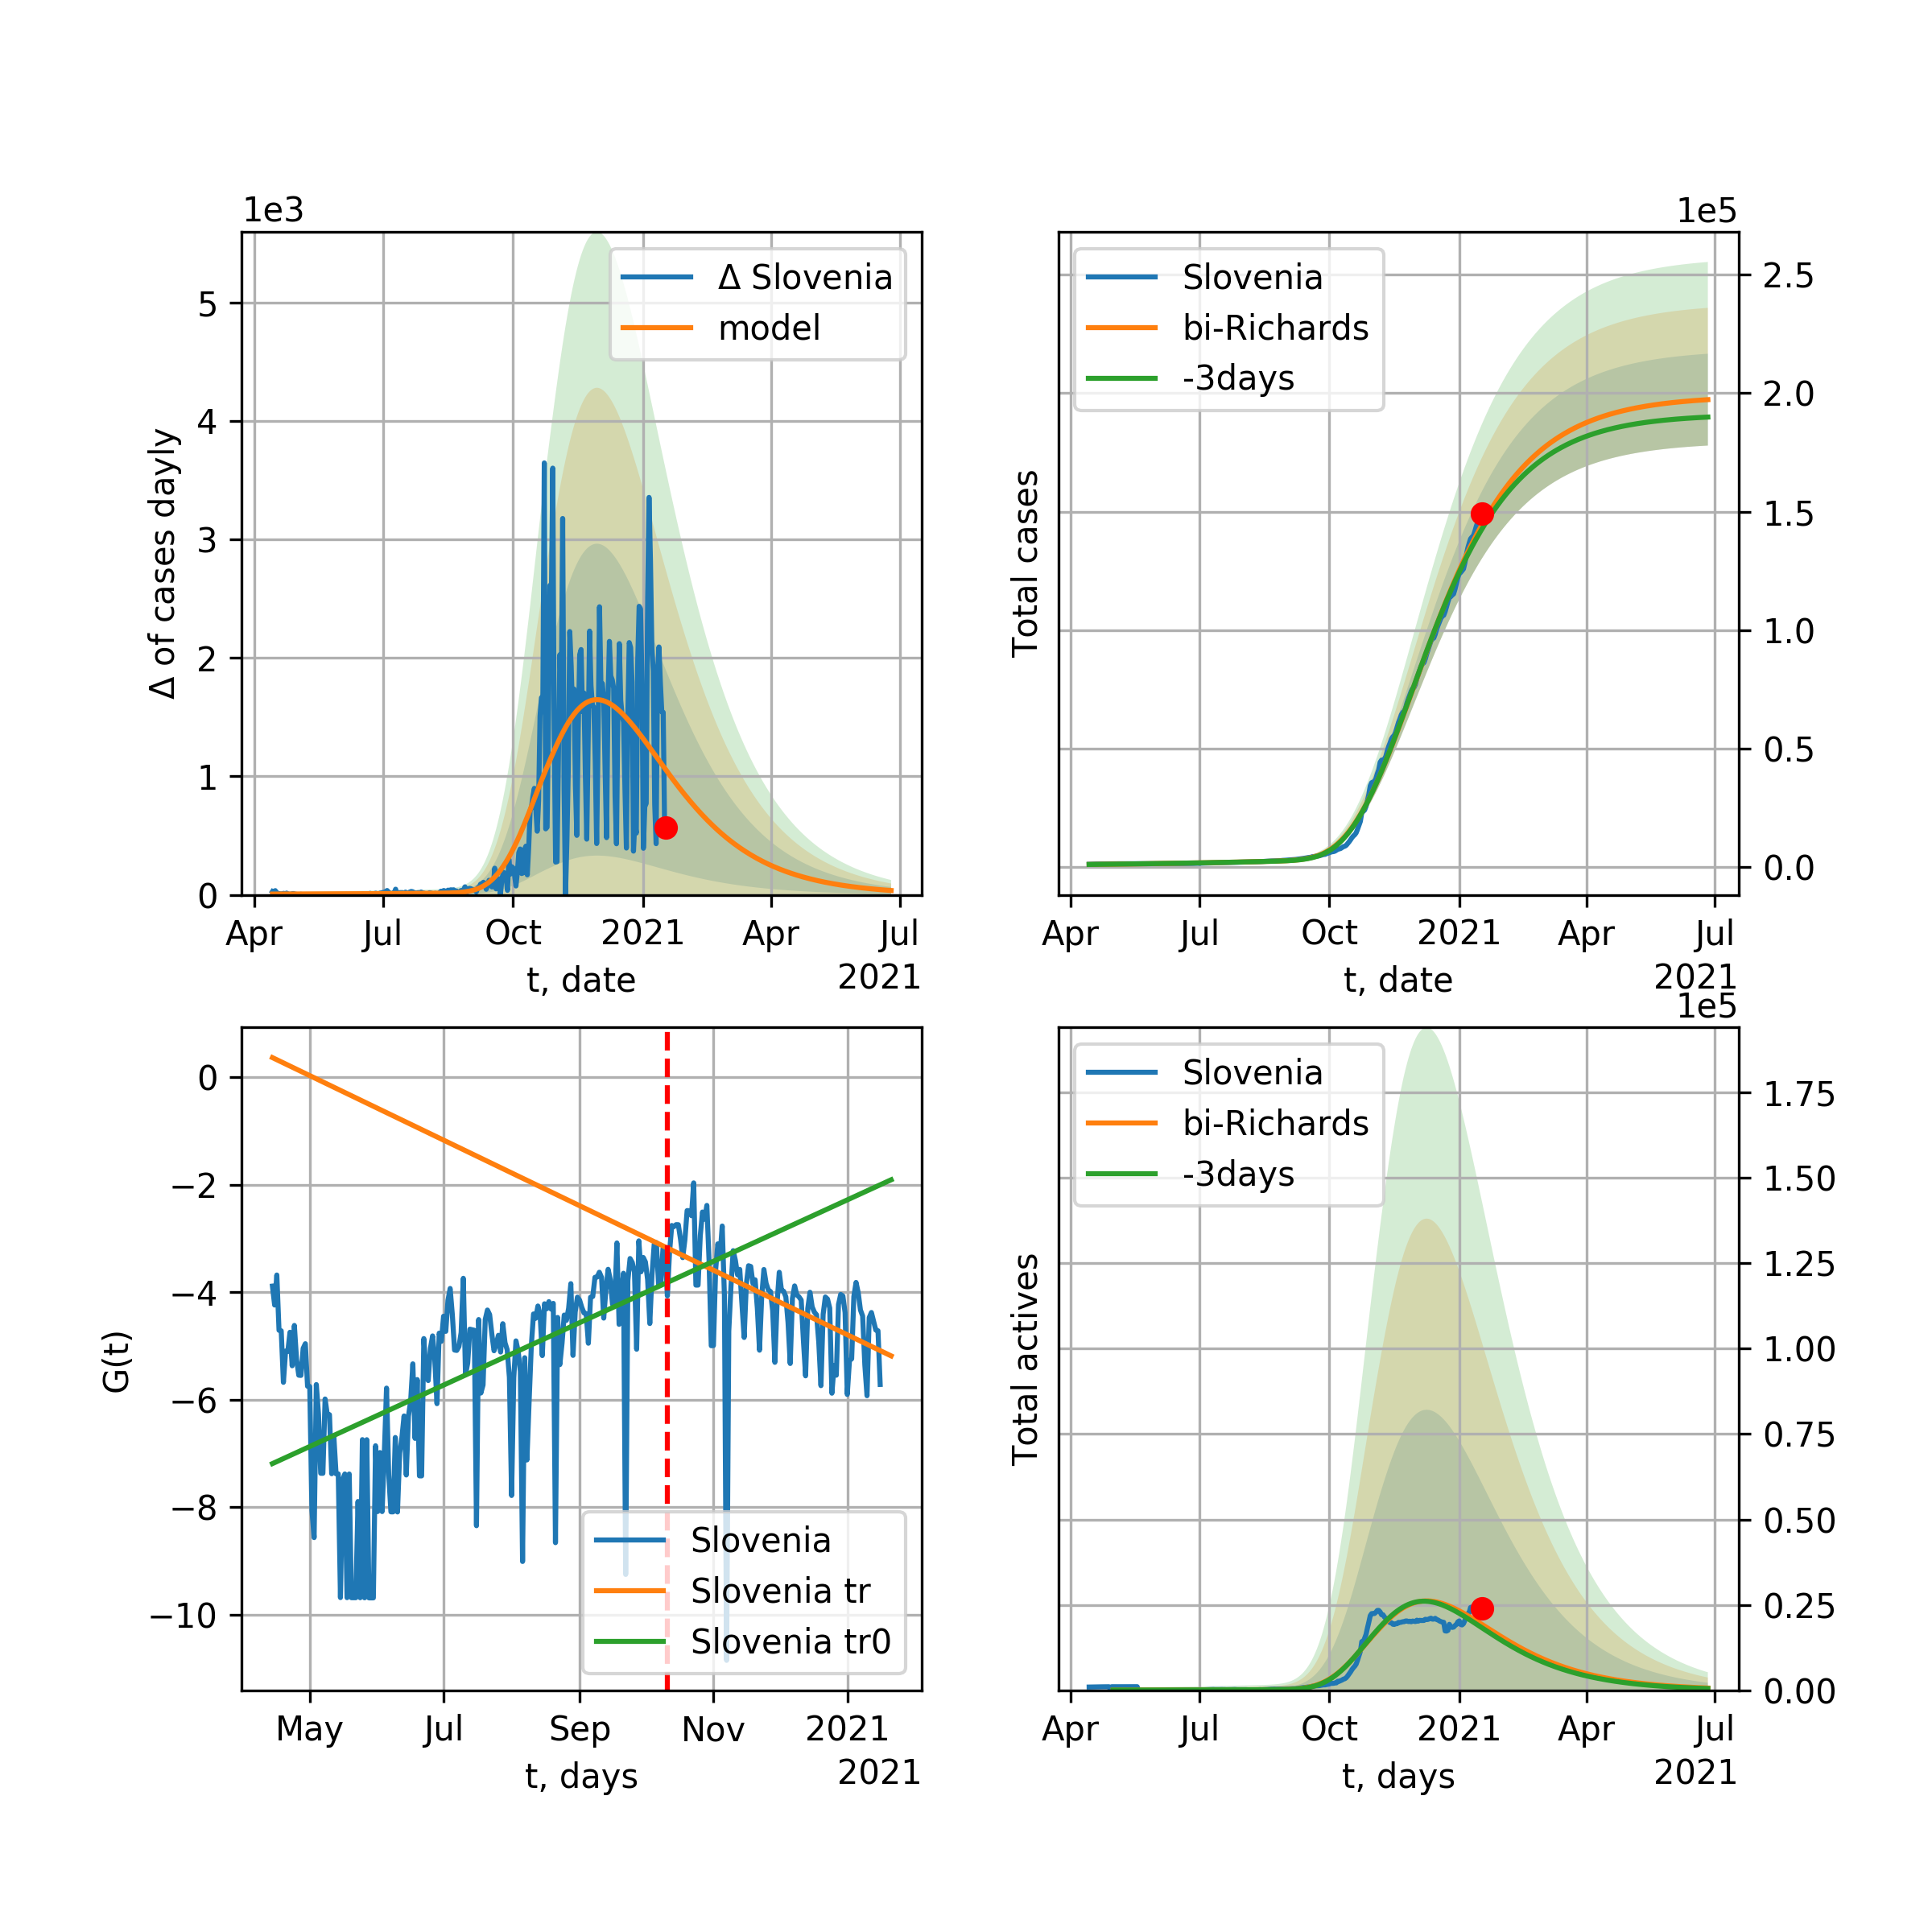 1e3
Δ of cases dayly
5
4
3
2
1
0
Δ Slovenia
model
Apr Jul Oct 2021 Apr Jul
t, date
2021
1e5
Total cases
Slovenia
bi-Richards
-3days
2.5
2.0
1.5
1.0
0.5
0.0
Apr Jul Oct 2021 Apr Jul
t, date
2021
G(t)
0
−2
−4
−6
−8
−10
Slovenia
Slovenia tr
Slovenia tr0
May Jul Sep Nov 2021
t, days
2021
1e5
Total actives
Slovenia
bi-Richards
-3days
1.75
1.50
1.25
1.00
0.75
0.50
0.25
0.00
Apr Jul Oct 2021 Apr Jul
t, days
2021